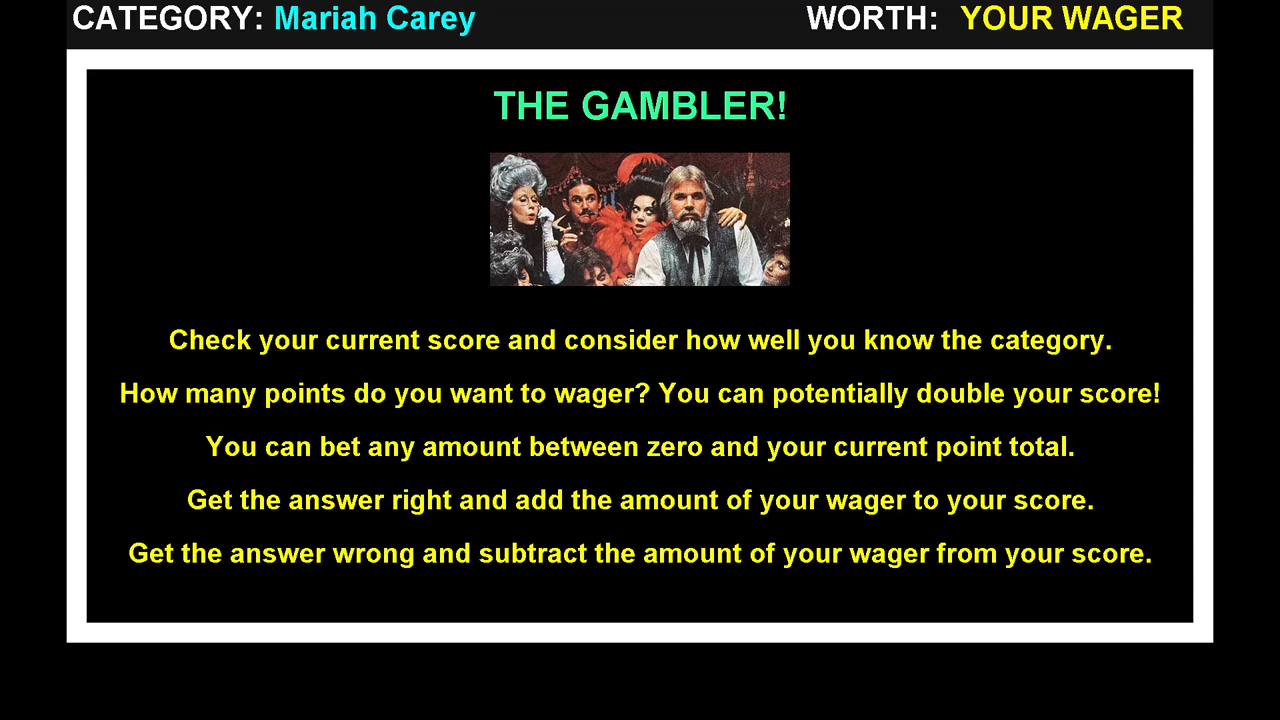 CATEGORY: Mariah Carey WORTH: YOUR WAGER
THE GAMBLER!
Check your current score and consider how well you know the category.
How many points do you want to wager? You can potentially double your score!
You can bet any amount between zero and your current point total.
Get the answer right and add the amount of your wager to your score.
Get the answer wrong and subtract the amount of your wager from your score.